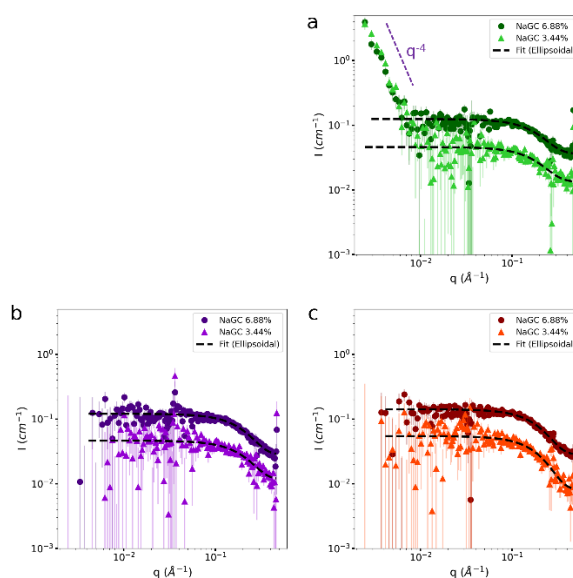 a
NaGC 6.88%
NaGC 3.44%
Fit (Ellipsoidal)
q⁻⁴
10⁰
10⁻¹
10⁻²
10⁻³
I (cm⁻¹)
10⁻² 10⁻¹
q (Å⁻¹)
b
NaGC 6.88%
NaGC 3.44%
Fit (Ellipsoidal)
10⁰
10⁻¹
10⁻²
10⁻³
I (cm⁻¹)
10⁻² 10⁻¹
q (Å⁻¹)
c
NaGC 6.88%
NaGC 3.44%
Fit (Ellipsoidal)
10⁰
10⁻¹
10⁻²
10⁻³
I (cm⁻¹)
10⁻² 10⁻¹
q (Å⁻¹)